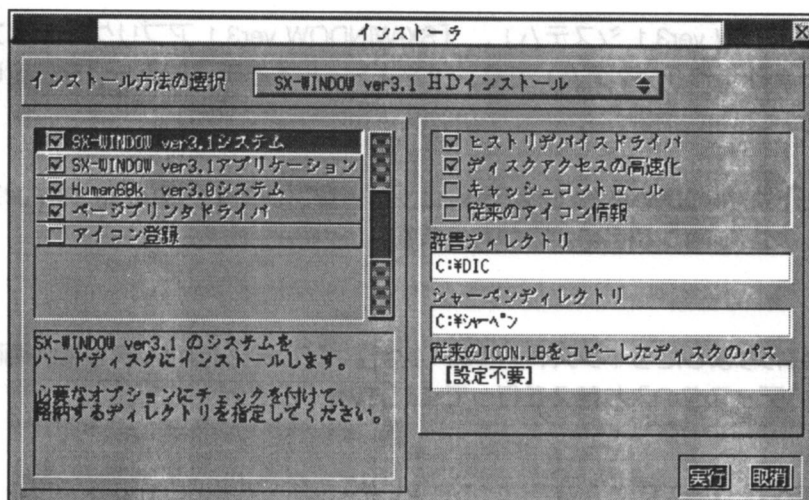 インストーラ
インストール方法の選択
SX-WINDOW ver3.1 HDインストール
SX-WINDOW ver3.1システム
SX-WINDOW ver3.1アプリケーション
Human68k ver3.0システム
ページプリンタドライバ
アイコン登録
SX-WINDOW ver3.1 のシステムを
ハードディスクにインストールします。
必要なオプションにチェックを付けて、
格納するディレクトリを指定してください。
ヒストリデバイスドライバ
ディスクアクセスの高速化
キャッシュコントロール
従来のアイコン情報
辞書ディレクトリ
C:¥DIC
シャーペンディレクトリ
C:¥シャーペン
従来のICON.LBをコピーしたディスクのパス
【設定不要】
実行
取消